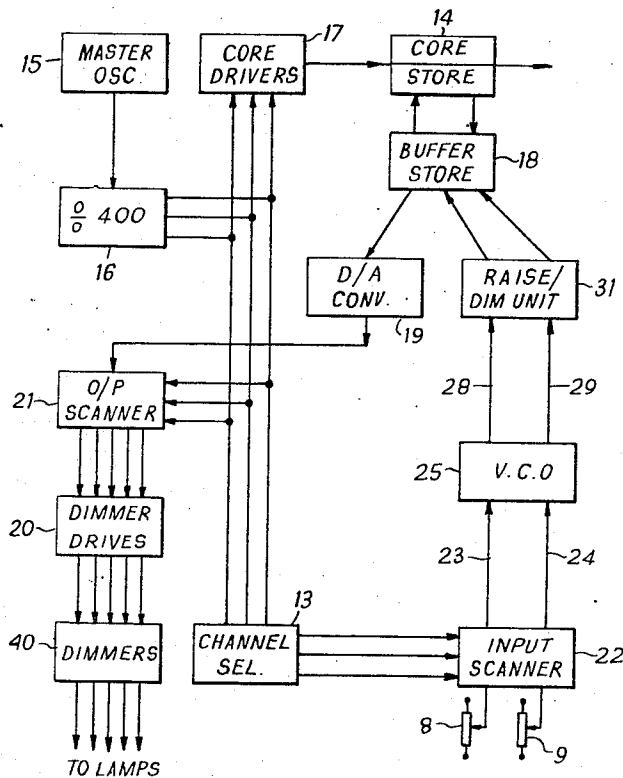 15
MASTER
OSC.
17
CORE
DRIVERS
14
CORE
STORE
BUFFER
STORE
18
0/0 400
16
D/A
CONV.
19
RAISE/
DIM UNIT
31
21
O/P
SCANNER
28
29
25
V.C.O
20
DIMMER
DRIVES
23
24
40
DIMMERS
13
CHANNEL
SEL.
INPUT
SCANNER
22
8
9
TO LAMPS